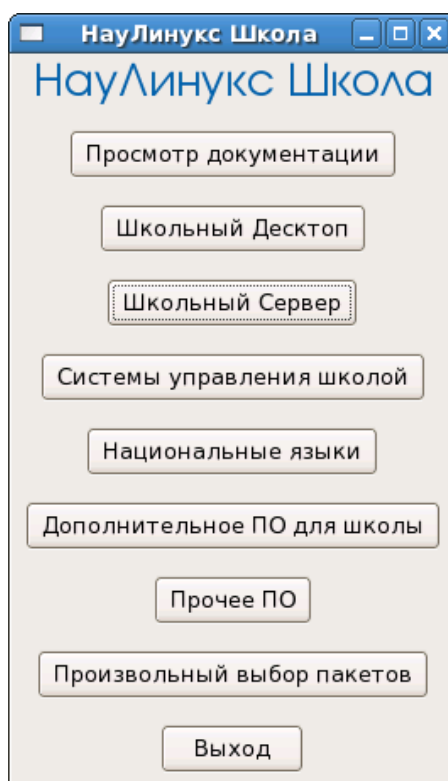 НауЛинукс Школа
НауЛинукс Школа
Просмотр документации
Школьный Десктоп
Школьный Сервер
Системы управления школой
Национальные языки
Дополнительное ПО для школы
Прочее ПО
Произвольный выбор пакетов
Выход